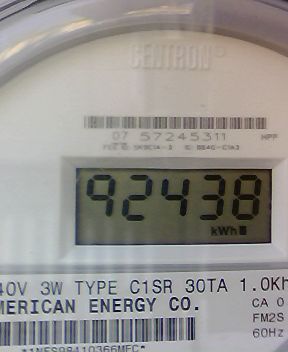 CENTRON®
07 57245311 HPP
92438
kWh
40V 3W TYPE C1SR 30TA 1.0Kh
MERICAN ENERGY CO.
CA 0
FM2S
60Hz